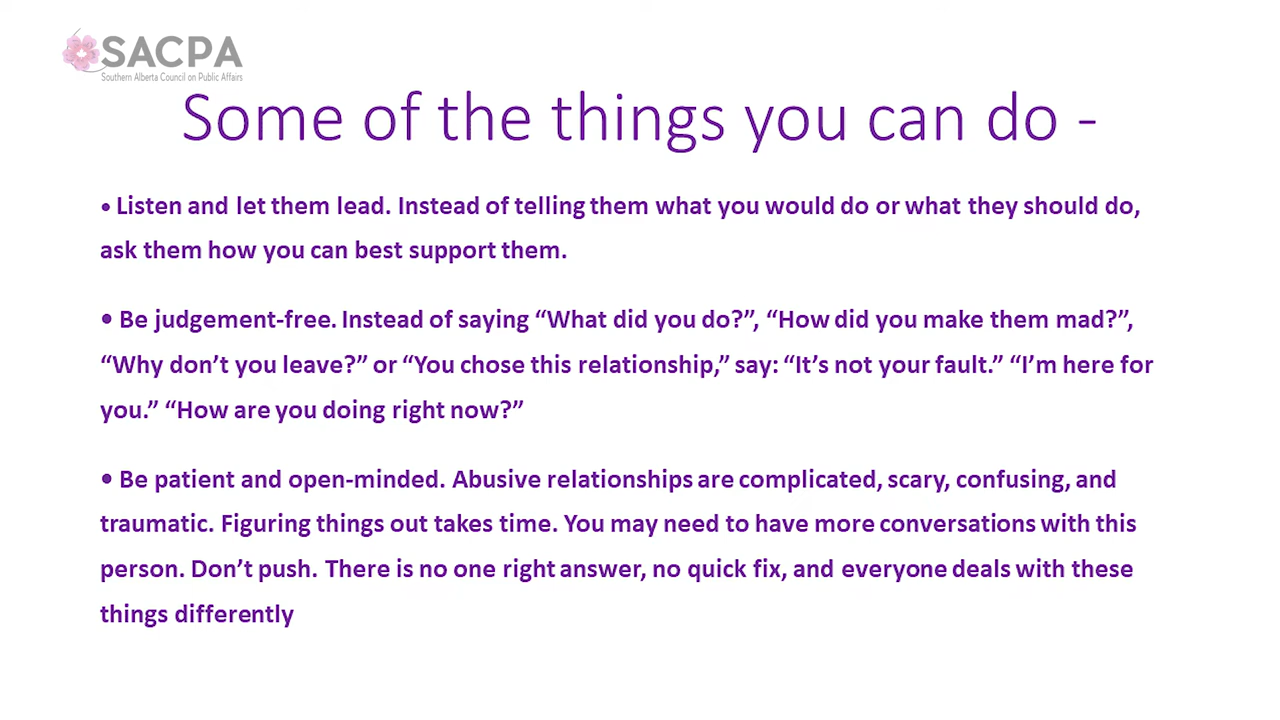 SACPA
Southern Alberta Council on Public Affairs
Some of the things you can do -
• Listen and let them lead. Instead of telling them what you would do or what they should do,
ask them how you can best support them.
• Be judgement-free. Instead of saying “What did you do?”, “How did you make them mad?”,
“Why don’t you leave?” or “You chose this relationship,” say: “It’s not your fault.” “I’m here for
you.” “How are you doing right now?”
• Be patient and open-minded. Abusive relationships are complicated, scary, confusing, and
traumatic. Figuring things out takes time. You may need to have more conversations with this
person. Don’t push. There is no one right answer, no quick fix, and everyone deals with these
things differently